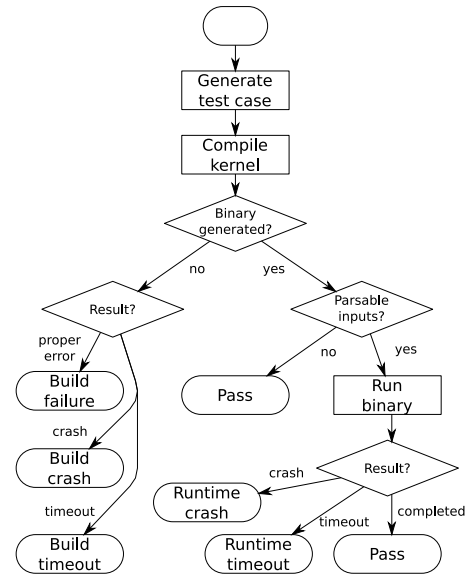 Generate
test case
Compile
kernel
Binary
generated?
no
yes
Result?
Parsable
inputs?
proper
error
no
yes
Build
failure
Pass
Run
binary
crash
Build
crash
Result?
crash
Runtime
crash
timeout
timeout
completed
Build
timeout
Runtime
timeout
Pass